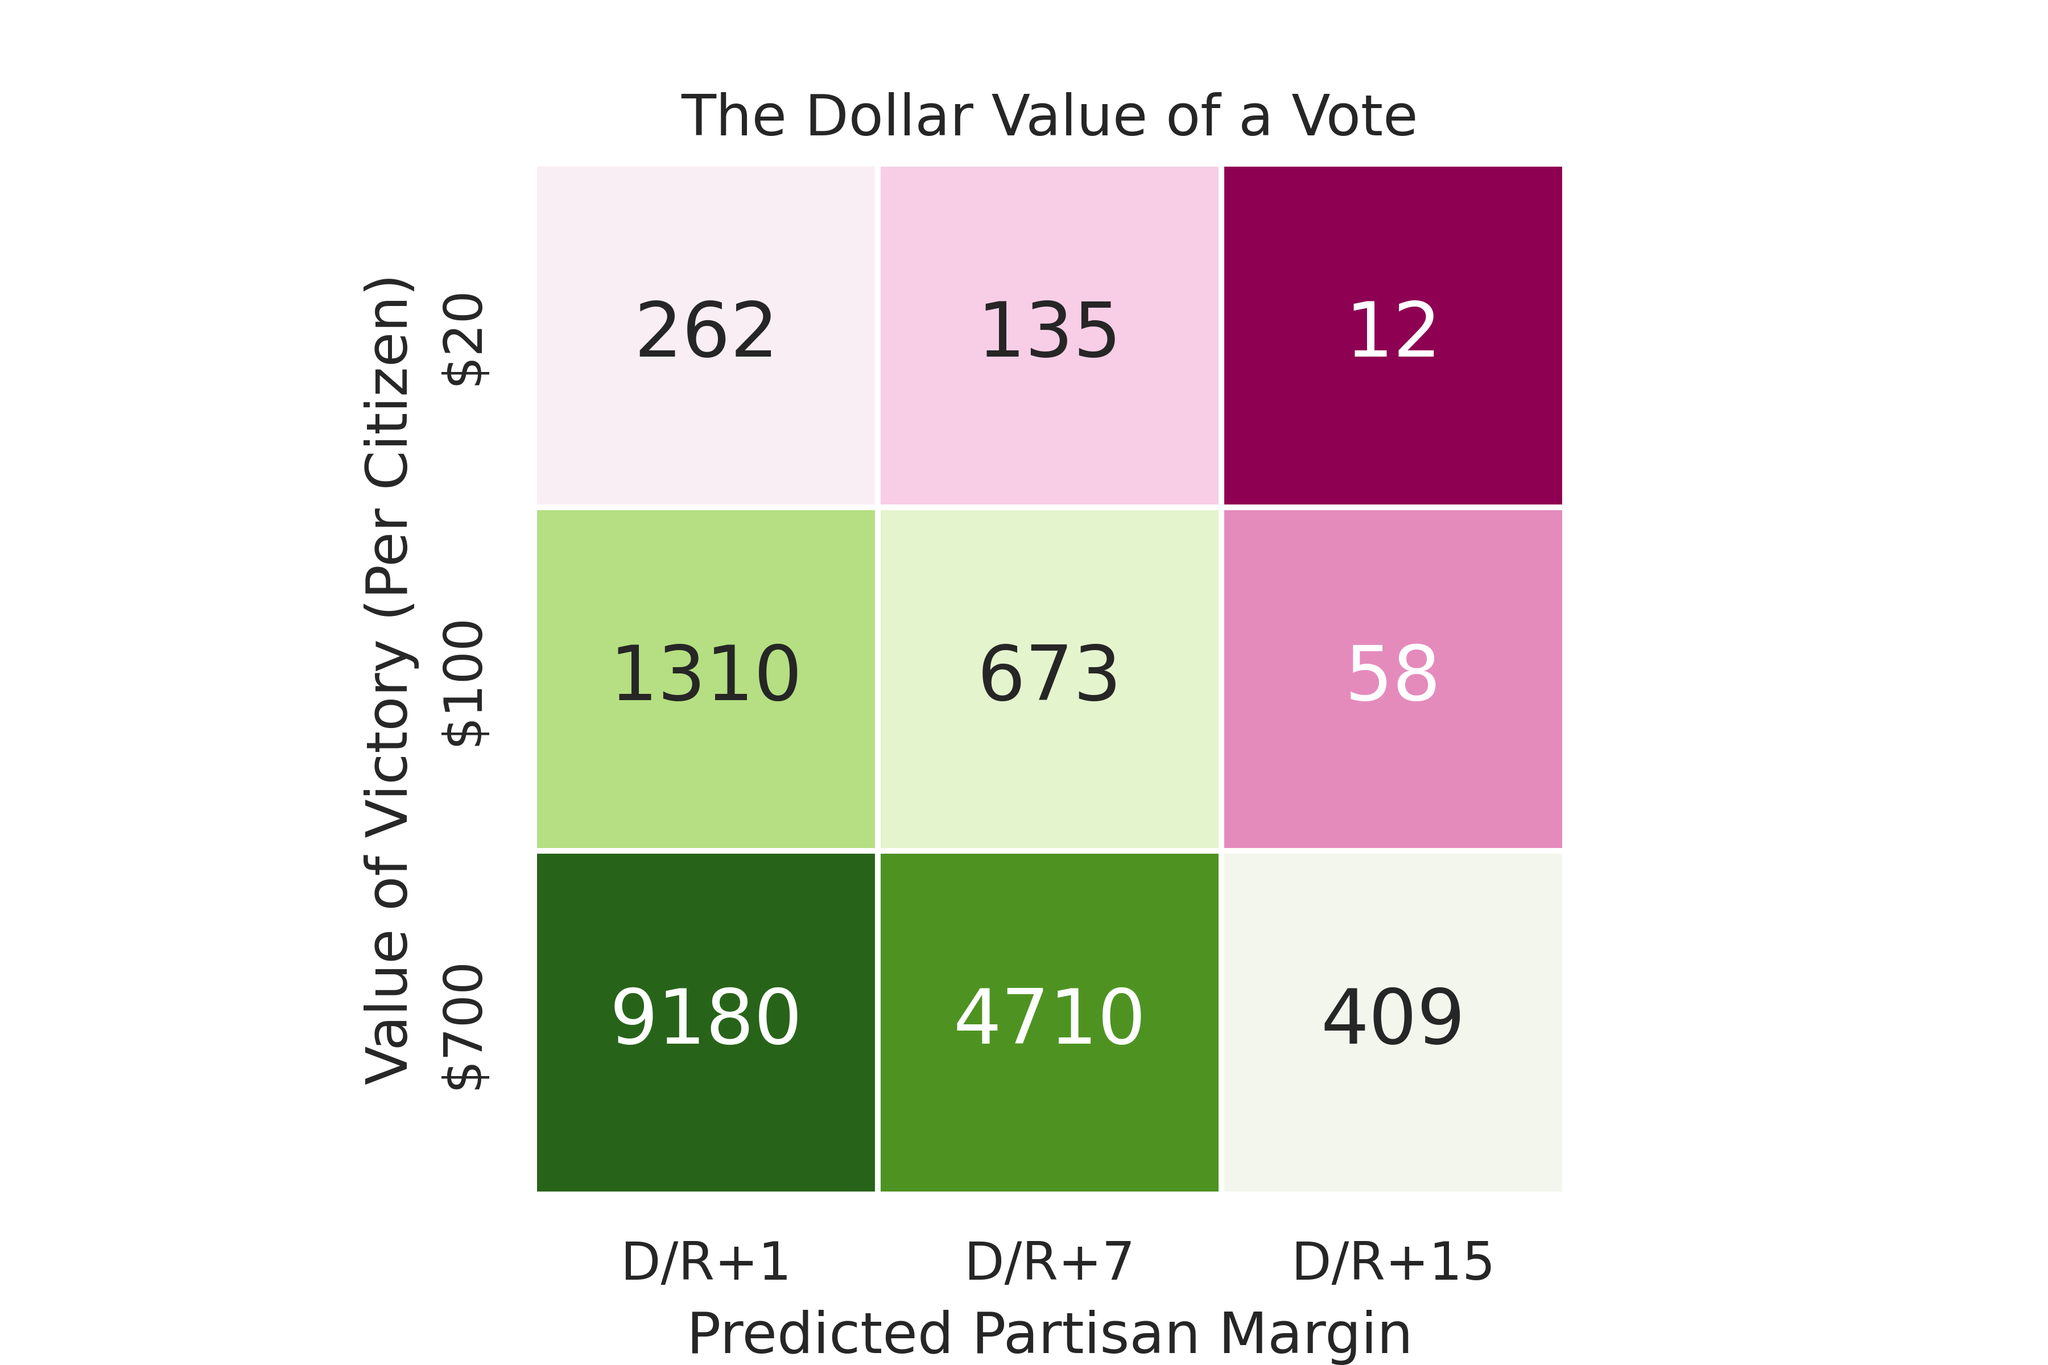 The Dollar Value of a Vote
Value of Victory (Per Citizen)
$20
262
135
12
$100
1310
673
58
$700
9180
4710
409
D/R+1
D/R+7
D/R+15
Predicted Partisan Margin